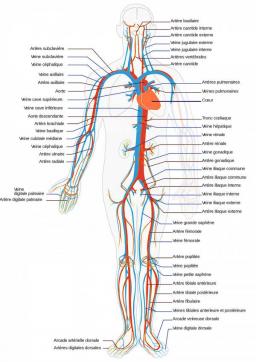 Artère basilaire
Artère carotide interne
Artère carotide externe
Veine jugulaire externe
Veine jugulaire interne
Artères vertébrales
Artère carotide
Artère subclavière
Veine subclavière
Veine céphalique
Veine axillaire
Artère axillaire
Aorte
Veine cave supérieure
Veine cave inférieure
Aorte descendante
Artère brachiale
Veine basilique
Veine cubitale médiane
Veine céphalique
Artère ulnaire
Artère radiale
Veine
digitale palmaire
Artère digitale palmaire
Artères pulmonaires
Veines pulmonaires
Cœur
Tronc cœliaque
Veine hépatique
Veine rénale
Artère rénale
Veine gonadique
Artère gonadique
Veine iliaque commune
Artère iliaque commune
Artère iliaque interne
Veine iliaque interne
Veine iliaque externe
Artère iliaque externe
Veine grande saphène
Artère fémorale
Veine fémorale
Artère poplitée
Veine poplitée
Veine petite saphène
Artère tibiale antérieure
Artère tibiale postérieure
Artère fibulaire
Veines tibiales antérieure et postérieure
Arcade veineuse dorsale
Veine digitale dorsale
Arcade artérielle dorsale
Artères digitales dorsales